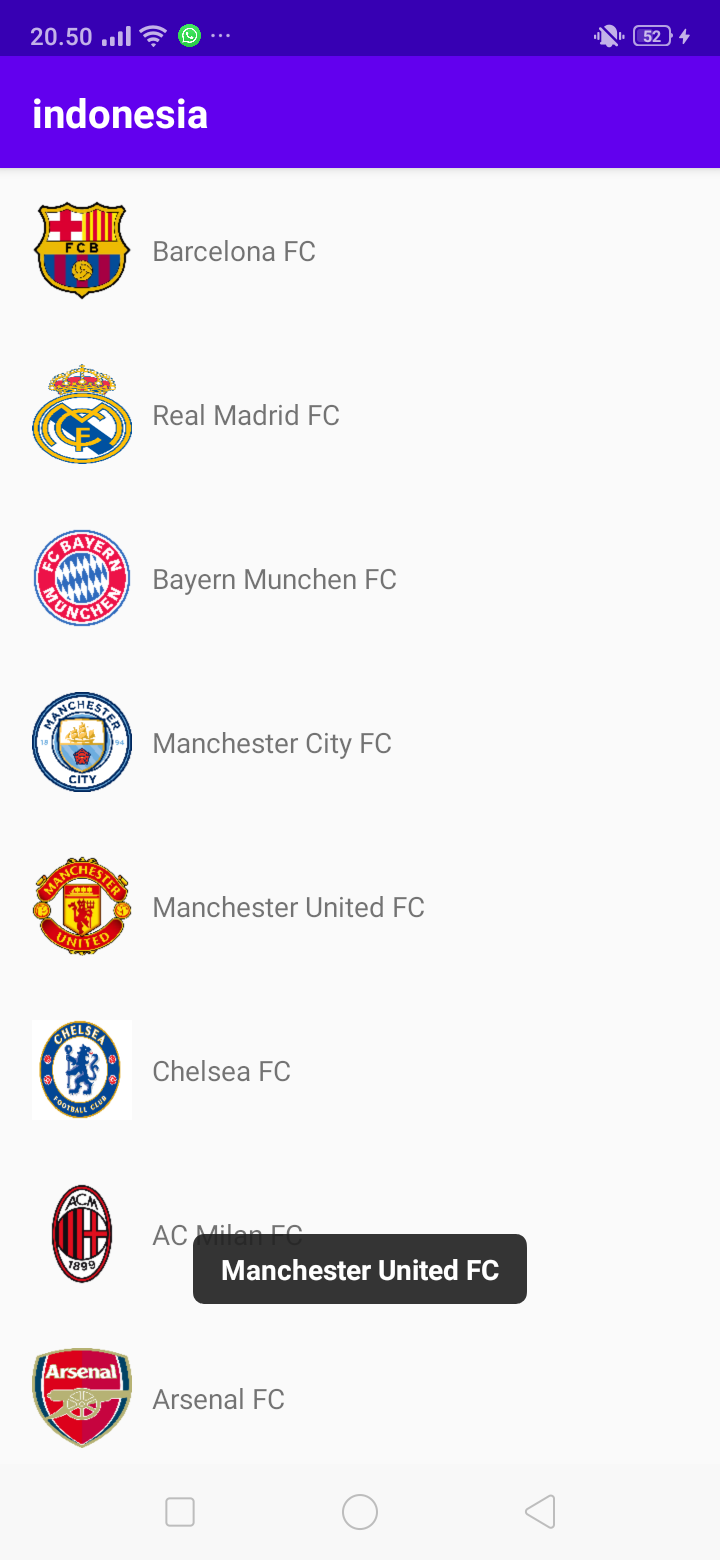 20.50
52
indonesia
FCB
Barcelona FC
Real Madrid FC
FC BAYERN
MÜNCHEN
Bayern Munchen FC
MANCHESTER
18 94
CITY
Manchester City FC
MANCHESTER
UNITED
Manchester United FC
CHELSEA
FOOTBALL CLUB
Chelsea FC
ACM
1899
AC Milan FC
Manchester United FC
Arsenal
Arsenal FC